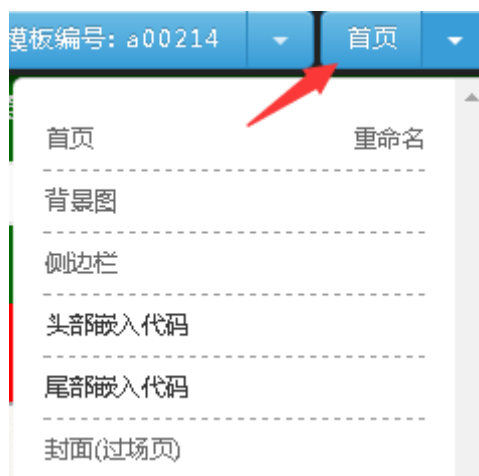 模板编号: a00214 首页
首页 重命名
背景图
侧边栏
头部嵌入代码
尾部嵌入代码
封面(过场页)